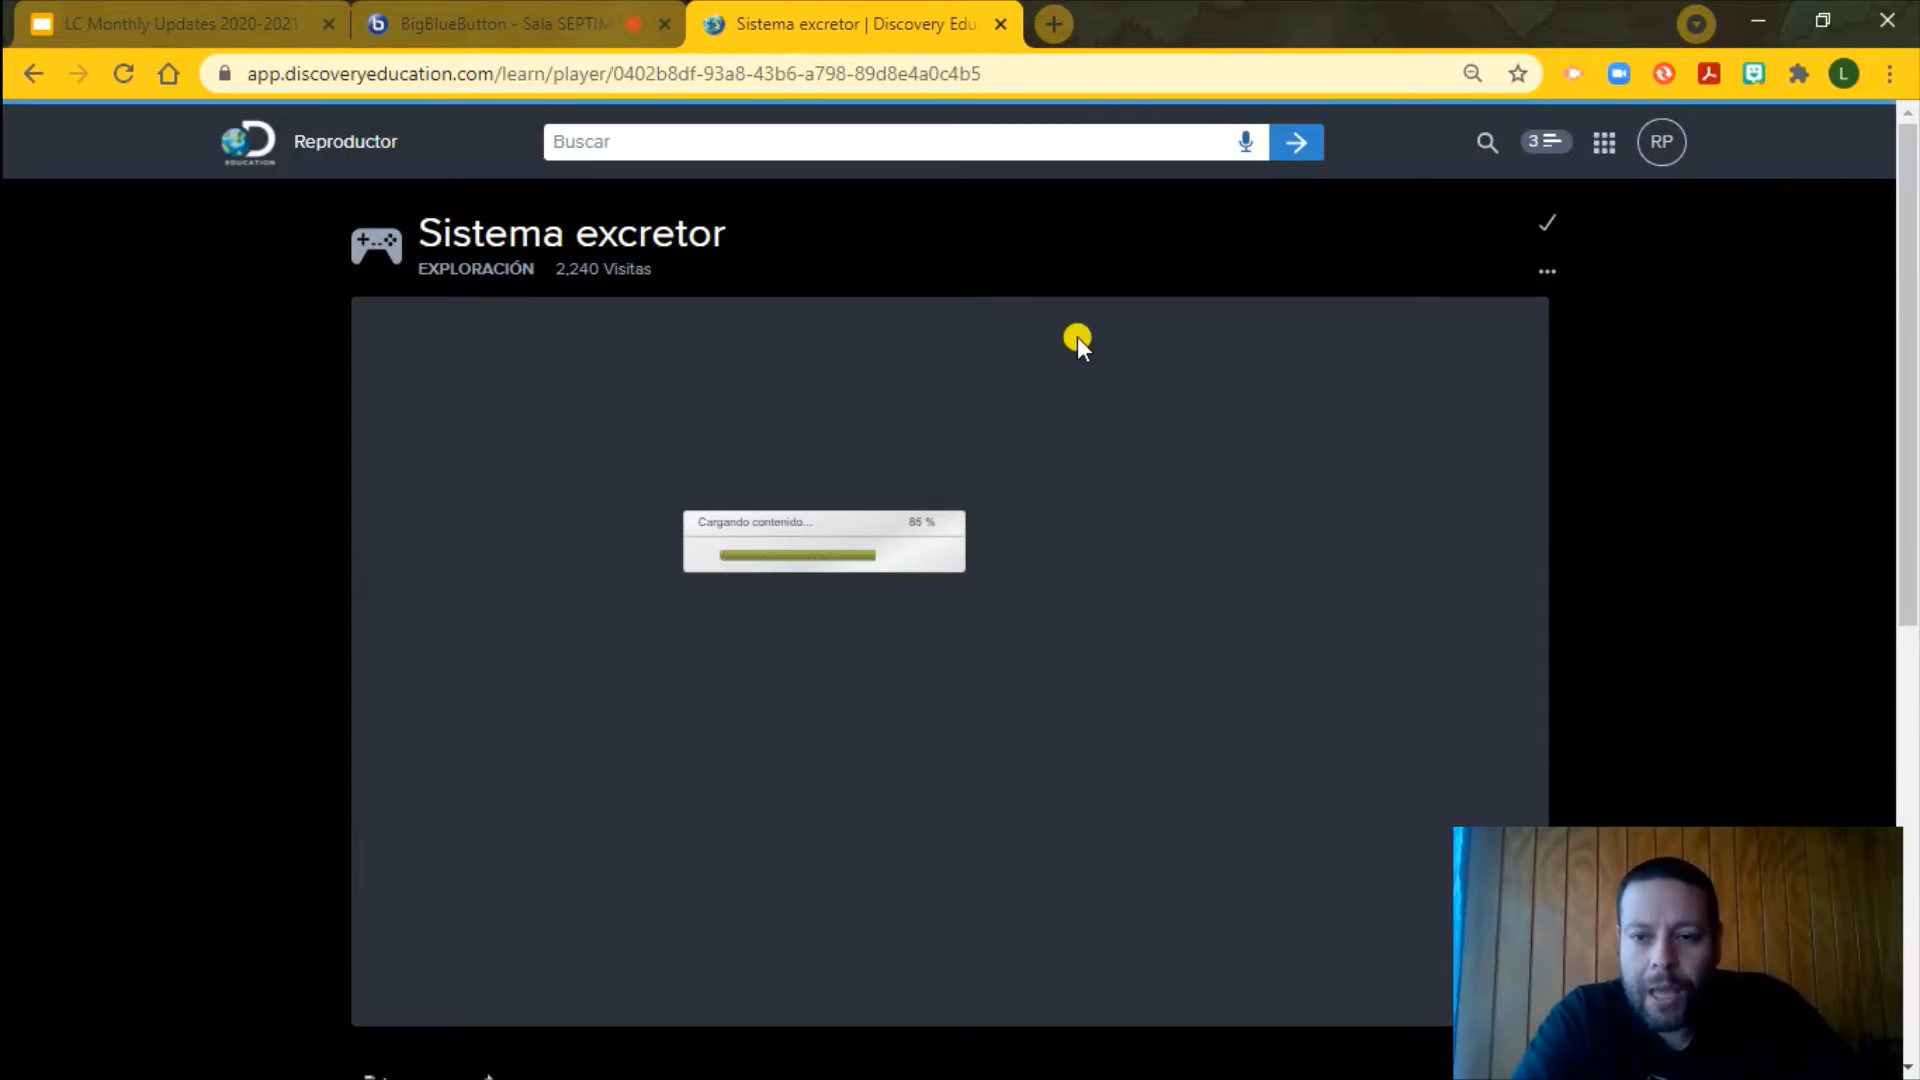 LC Monthly Updates 2020-2021
BigBlueButton - Sala SEPTIM
Sistema excretor | Discovery Edu
app.discoveryeducation.com/learn/player/0402b8df-93a8-43b6-a798-89d8e4a0c4b5
L
EDUCATION
Reproductor
Buscar
3
RP
Sistema excretor
EXPLORACIÓN 2,240 Visitas
Cargando contenido... 85 %